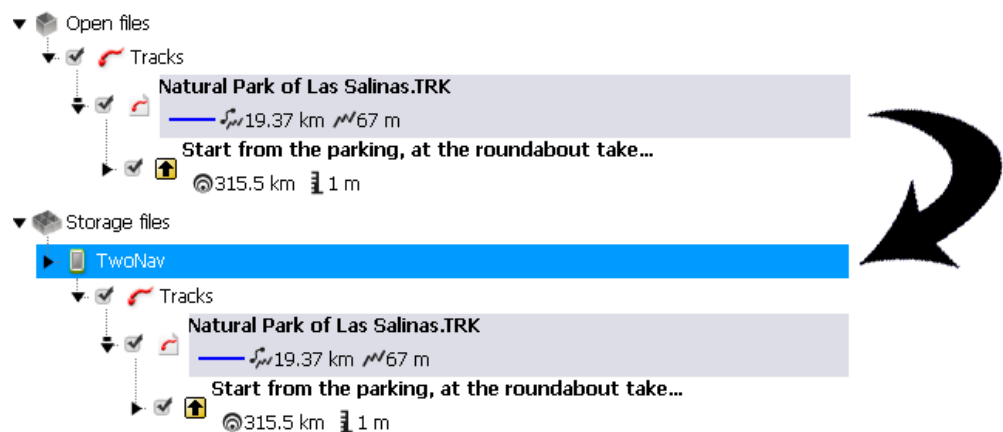 Open files
Tracks
Natural Park of Las Salinas.TRK
19.37 km 67 m
Start from the parking, at the roundabout take...
315.5 km 1 m
Storage files
TwoNav
Tracks
Natural Park of Las Salinas.TRK
19.37 km 67 m
Start from the parking, at the roundabout take...
315.5 km 1 m